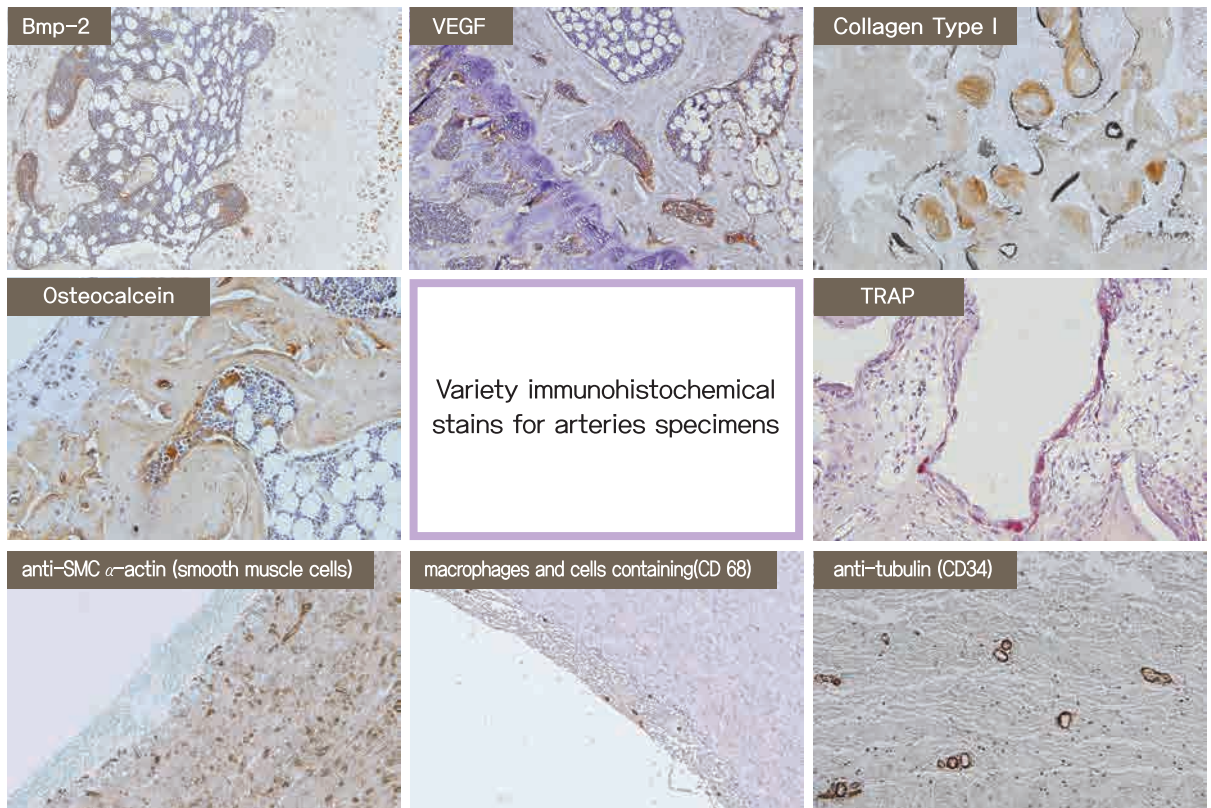 Bmp-2
VEGF
Collagen Type I
Osteocalcein
Variety immunohistochemical
stains for arteries specimens
TRAP
anti-SMC α-actin (smooth muscle cells)
macrophages and cells containing(CD 68)
anti-tubulin (CD34)